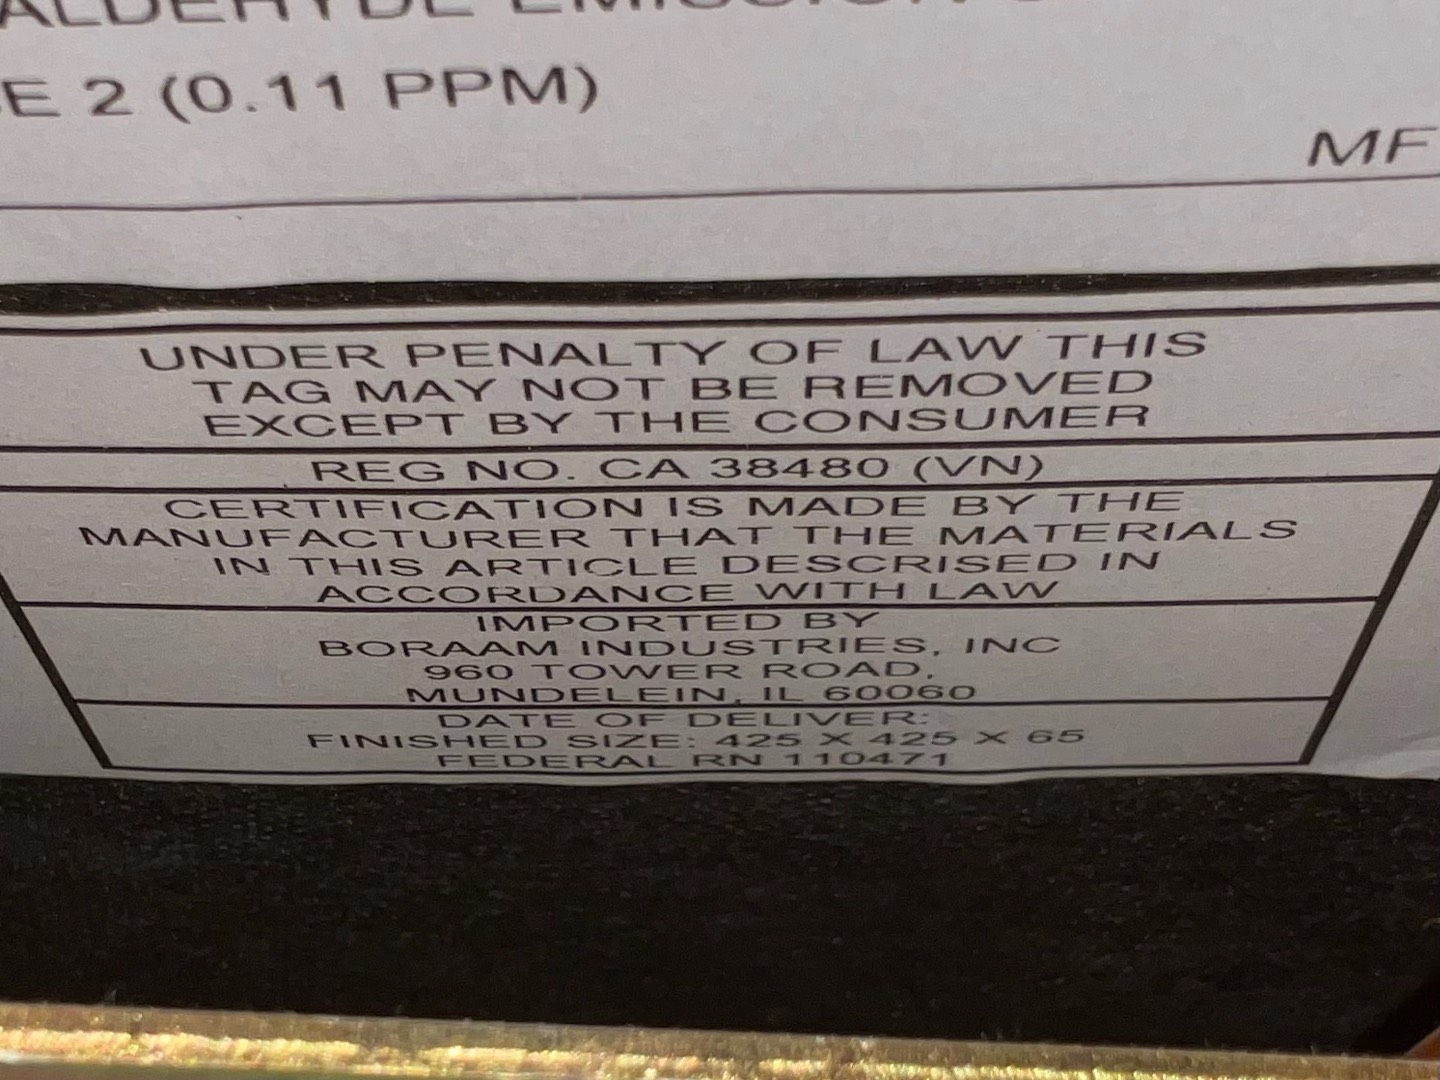 ALDEHYDE EMISSION
E 2 (0.11 PPM)
MF
UNDER PENALTY OF LAW THIS
TAG MAY NOT BE REMOVED
EXCEPT BY THE CONSUMER
REG NO. CA 38480 (VN)
CERTIFICATION IS MADE BY THE
MANUFACTURER THAT THE MATERIALS
IN THIS ARTICLE DESCRISED IN
ACCORDANCE WITH LAW
IMPORTED BY
BORAAM INDUSTRIES, INC
960 TOWER ROAD,
MUNDELEIN, IL 60060
DATE OF DELIVER:
FINISHED SIZE: 425 X 425 X 65
FEDERAL RN 110471